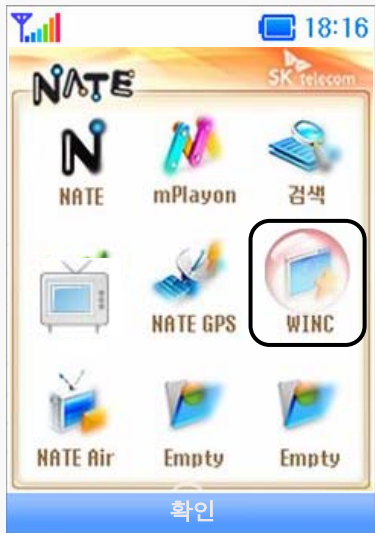 18:16
NATE
SK telecom
N
NATE mPlayon 검색
NATE GPS WINC
NATE Air Empty Empty
확인